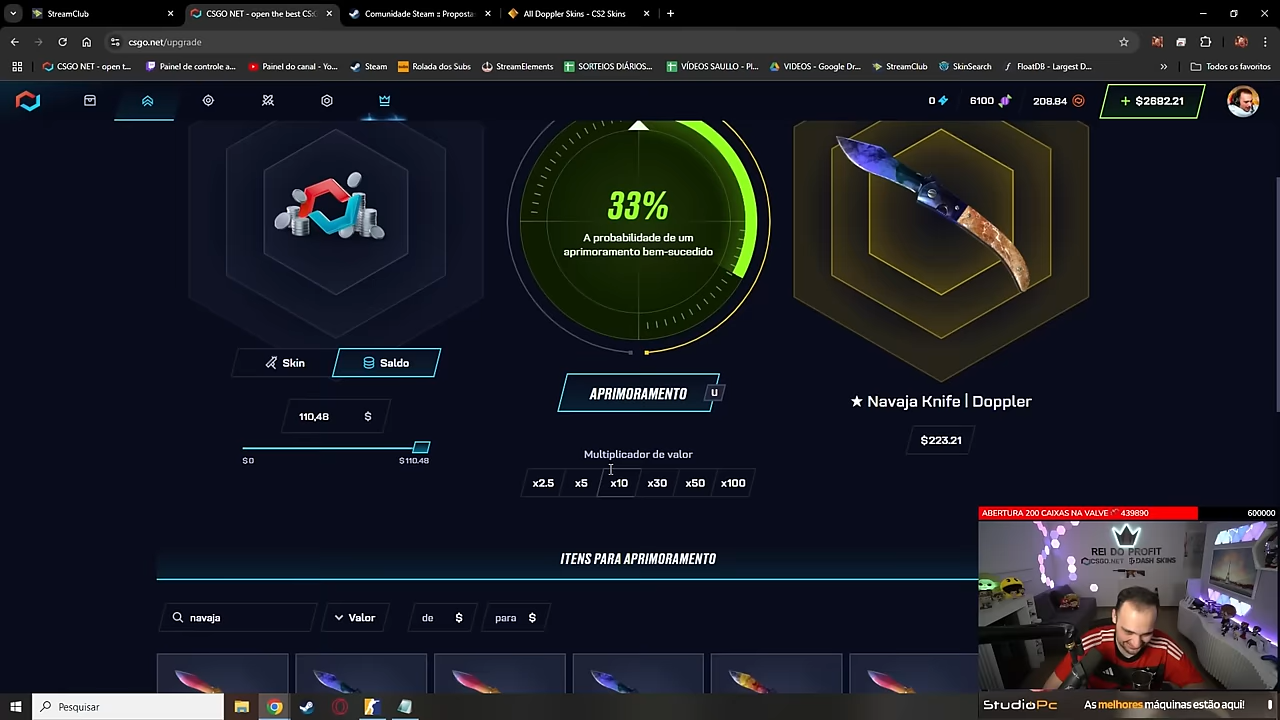 StreamClub
CSGO NET - open the best CS:G
Comunidade Steam :: Proposta
All Doppler Skins - CS2 Skins
csgo.net/upgrade
CSGO NET - open t...
Painel de controle a...
Painel do canal - Yo...
Steam
Rolada dos Subs
StreamElements
SORTEIOS DIÁRIOS...
VÍDEOS SAULLO - Pl...
VIDEOS - Google Dr...
StreamClub
SkinSearch
FloatDB - Largest D...
Todos os favoritos
0
6100
208.84
+ $2682.21
33%
A probabilidade de um
aprimoramento bem-sucedido
Skin
Saldo
110,48 $
$0
$110.48
APRIMORAMENTO
U
★ Navaja Knife | Doppler
$223.21
Multiplicador de valor
x2.5 x5 x10 x30 x50 x100
ITENS PARA APRIMORAMENTO
navaja
Valor
de $
para $
ABERTURA 200 CAIXAS NA VALVE 439890
600000
REI DO PROFIT
CSGO.NET DASH SKINS
StudioPc
As melhores máquinas estão aqui!
Pesquisar